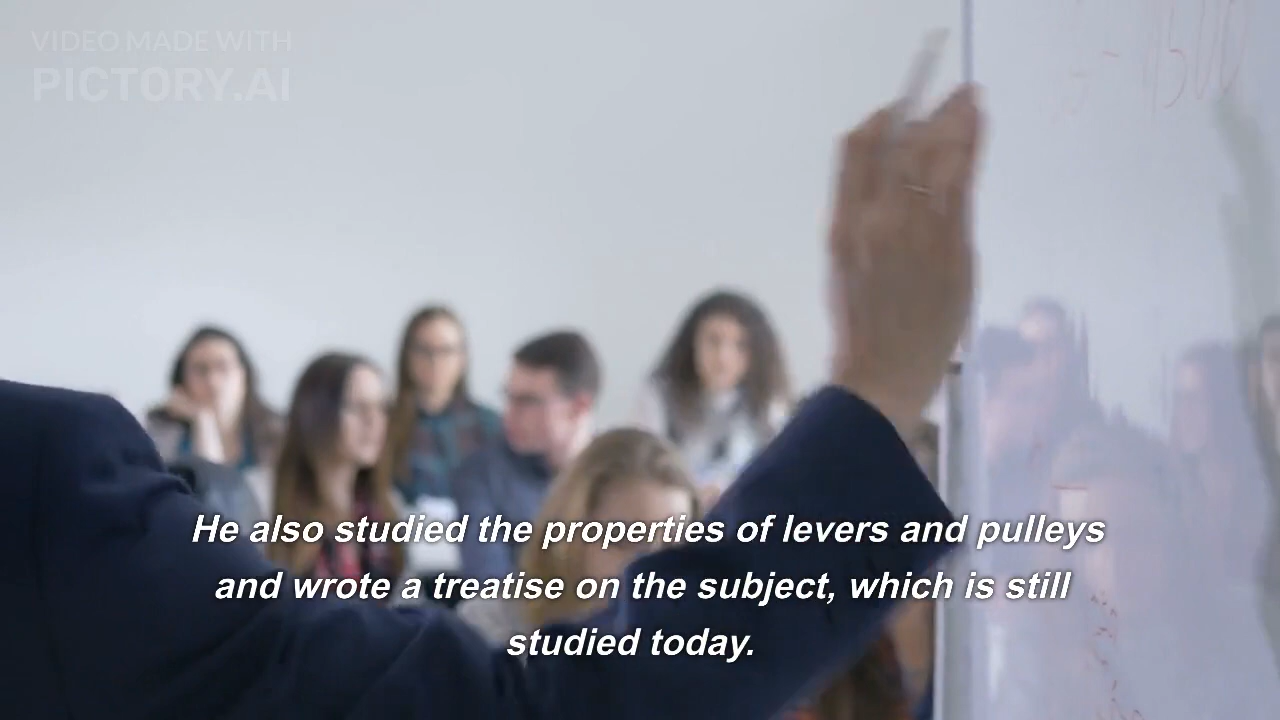 VIDEO MADE WITH
PICTORY.AI
1500
He also studied the properties of levers and pulleys
and wrote a treatise on the subject, which is still
studied today.